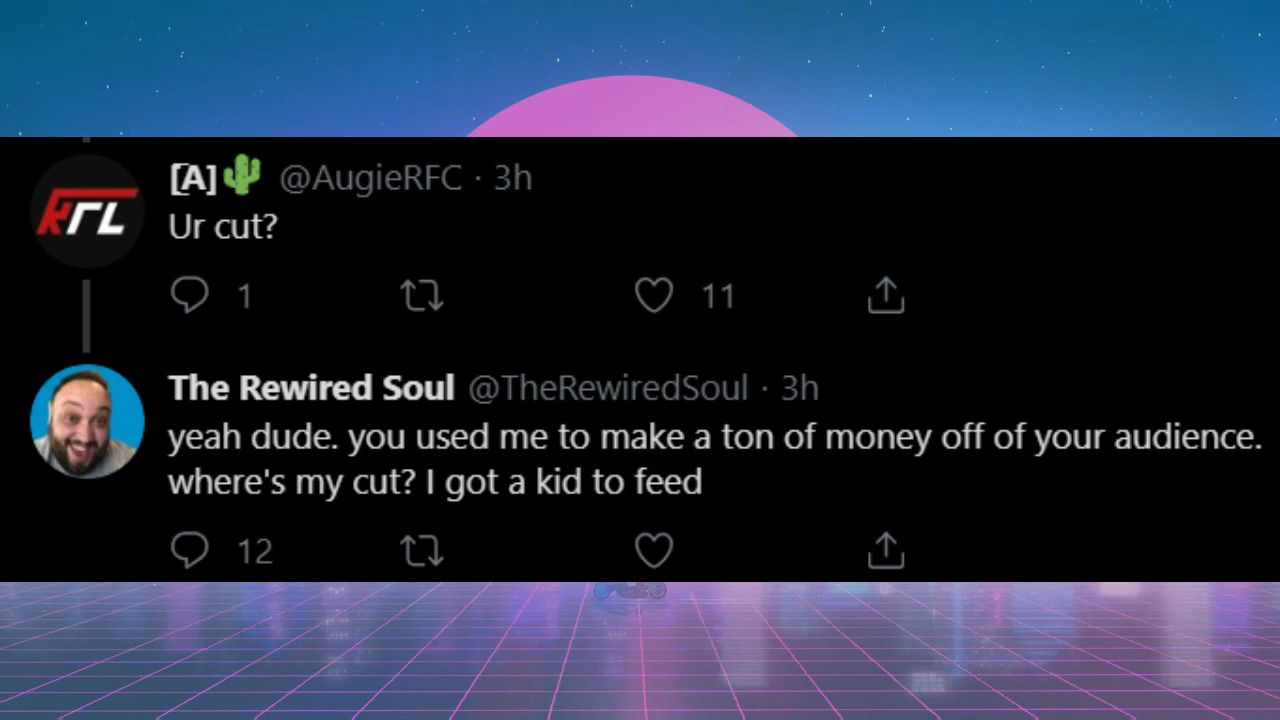 [A]🌵 @AugieRFC · 3h
Ur cut?
1 11
The Rewired Soul @TheRewiredSoul · 3h
yeah dude. you used me to make a ton of money off of your audience.
where's my cut? I got a kid to feed
12